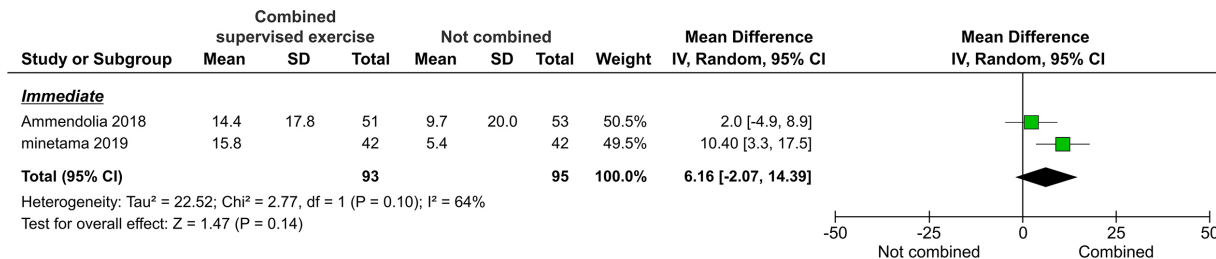 Combined
supervised exercise Not combined Mean Difference Mean Difference
Study or Subgroup Mean SD Total Mean SD Total Weight IV, Random, 95% CI IV, Random, 95% CI
Immediate
Ammendolia 2018 14.4 17.8 51 9.7 20.0 53 50.5% 2.0 [-4.9, 8.9]
minetama 2019 15.8 42 5.4 42 49.5% 10.40 [3.3, 17.5]
Total (95% CI) 93 95 100.0% 6.16 [-2.07, 14.39]
Heterogeneity: Tau² = 22.52; Chi² = 2.77, df = 1 (P = 0.10); I² = 64%
Test for overall effect: Z = 1.47 (P = 0.14)
-50 -25 0 25 50
Not combined Combined